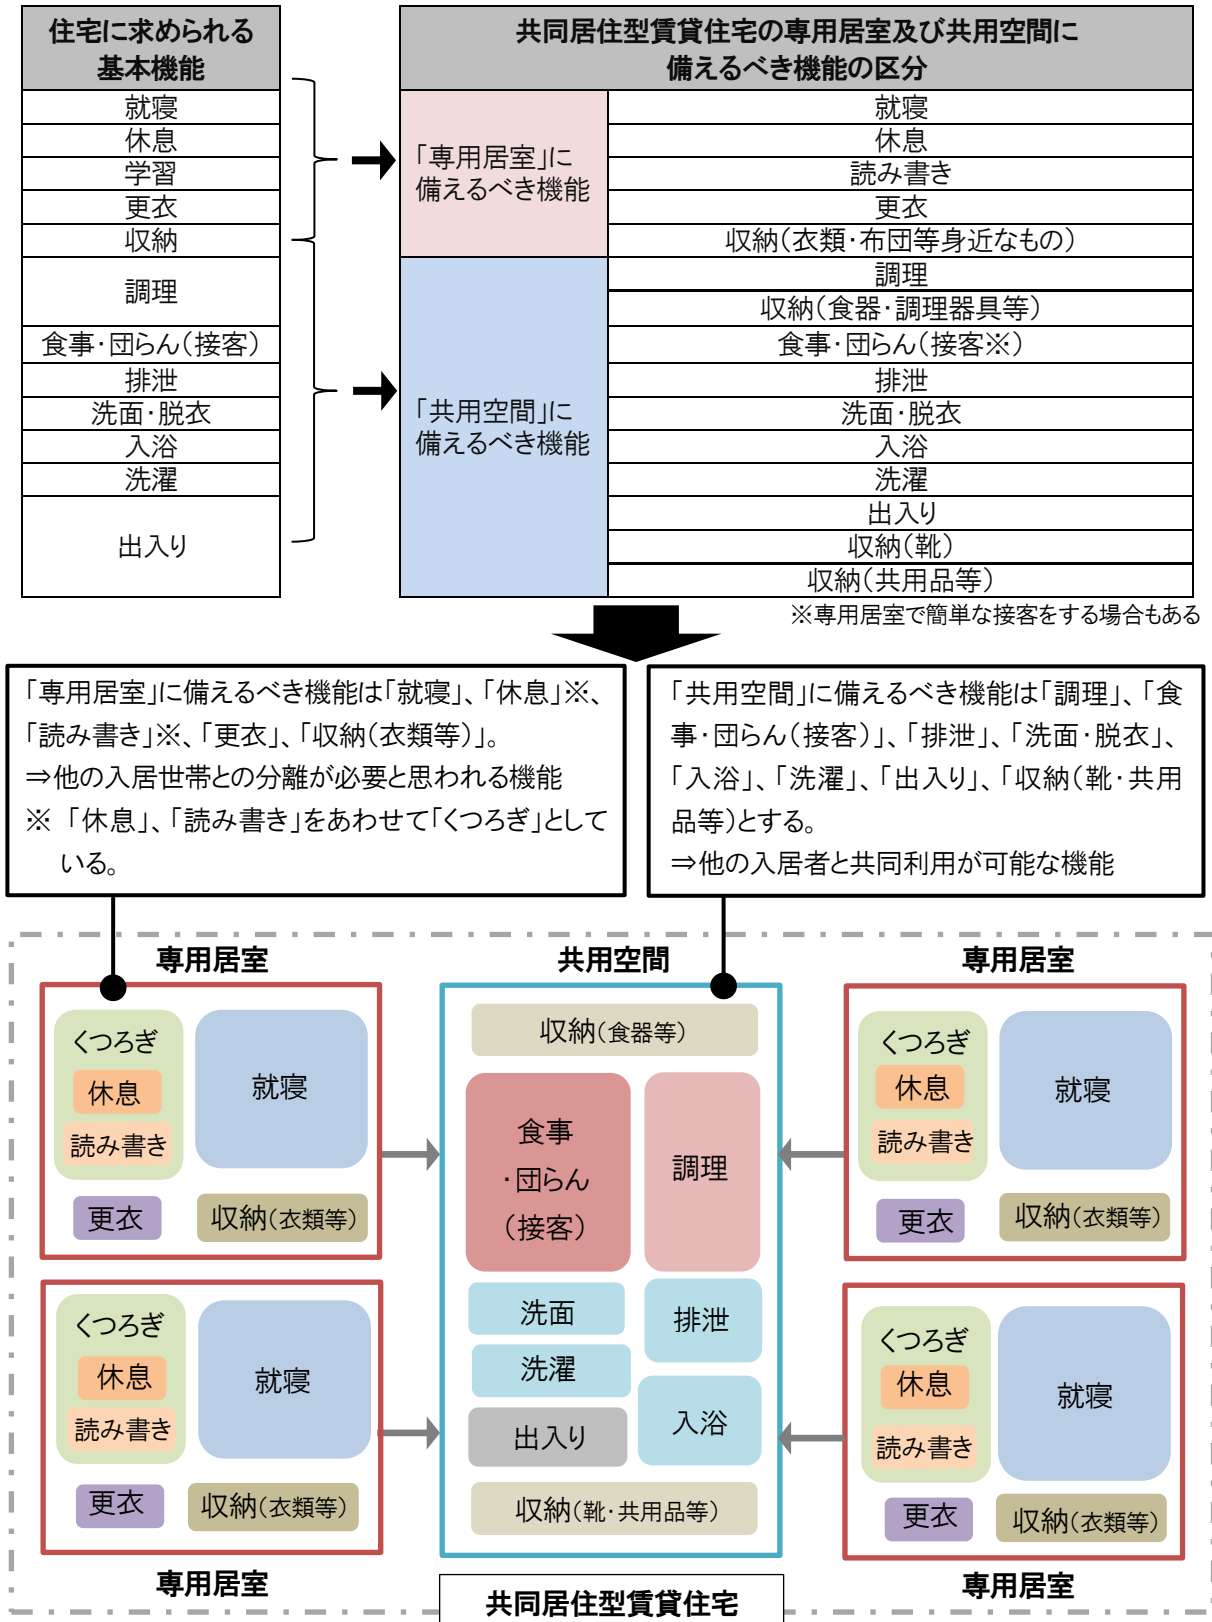 住宅に求められる
基本機能
就寝
休息
学習
更衣
収納
調理
食事・団らん(接客)
排泄
洗面・脱衣
入浴
洗濯
出入り
共同居住型賃貸住宅の専用居室及び共用空間に
備えるべき機能の区分
「専用居室」に
備えるべき機能
就寝
休息
読み書き
更衣
収納(衣類・布団等身近なもの)
「共用空間」に
備えるべき機能
調理
収納(食器・調理器具等)
食事・団らん(接客※)
排泄
洗面・脱衣
入浴
洗濯
出入り
収納(靴)
収納(共用品等)
※専用居室で簡単な接客をする場合もある
「専用居室」に備えるべき機能は「就寝」、「休息」※、
「読み書き」※、「更衣」、「収納(衣類等)」。
⇒他の入居世帯との分離が必要と思われる機能
※ 「休息」、「読み書き」をあわせて「くつろぎ」として
いる。
「共用空間」に備えるべき機能は「調理」、「食
事・団らん(接客)」、「排泄」、「洗面・脱衣」、
「入浴」、「洗濯」、「出入り」、「収納(靴・共用
品等)とする。
⇒他の入居者と共同利用が可能な機能
専用居室
くつろぎ
休息
読み書き
就寝
更衣
収納(衣類等)
くつろぎ
休息
読み書き
就寝
更衣
収納(衣類等)
専用居室
共用空間
収納(食器等)
食事
・団らん
(接客)
調理
洗面
排泄
洗濯
入浴
出入り
収納(靴・共用品等)
共同居住型賃貸住宅
専用居室
くつろぎ
休息
読み書き
就寝
更衣
収納(衣類等)
くつろぎ
休息
読み書き
就寝
更衣
収納(衣類等)
専用居室